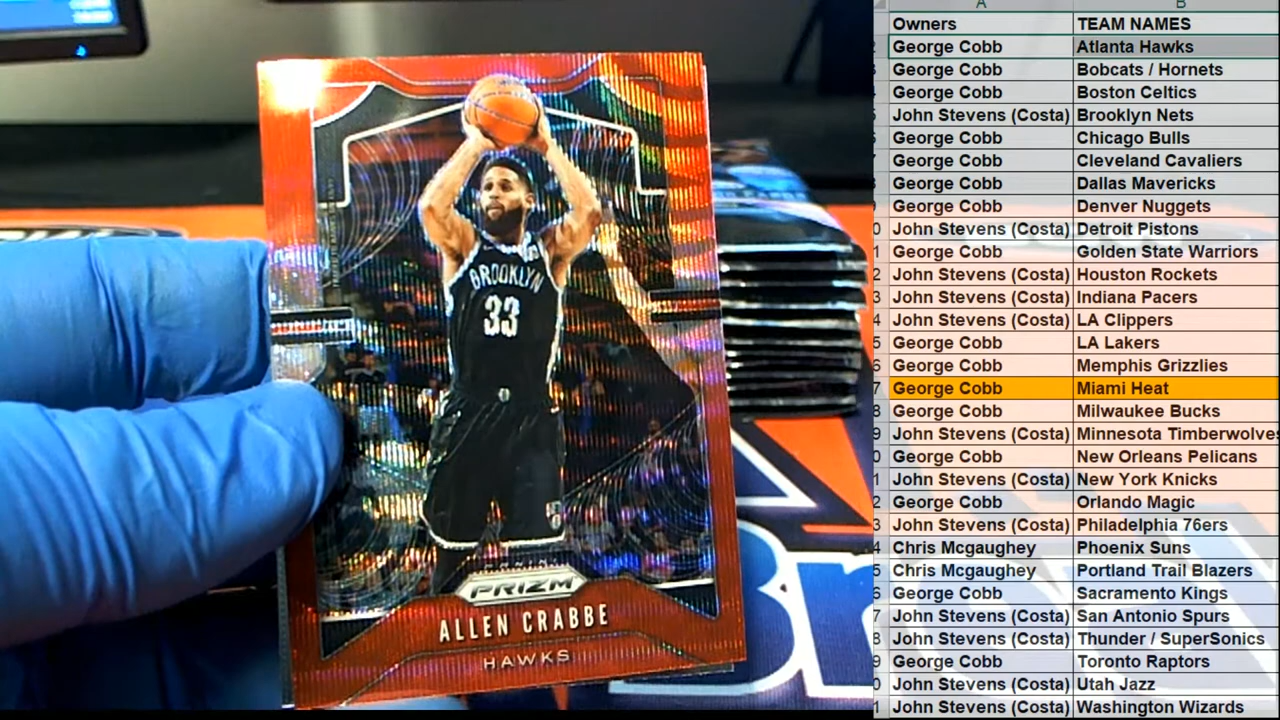 BROOKLYN
33
PRIZM
ALLEN CRABBE
HAWKS
A B
Owners TEAM NAMES
George Cobb Atlanta Hawks
George Cobb Bobcats / Hornets
George Cobb Boston Celtics
John Stevens (Costa) Brooklyn Nets
George Cobb Chicago Bulls
George Cobb Cleveland Cavaliers
George Cobb Dallas Mavericks
George Cobb Denver Nuggets
John Stevens (Costa) Detroit Pistons
George Cobb Golden State Warriors
John Stevens (Costa) Houston Rockets
John Stevens (Costa) Indiana Pacers
John Stevens (Costa) LA Clippers
George Cobb LA Lakers
George Cobb Memphis Grizzlies
George Cobb Miami Heat
George Cobb Milwaukee Bucks
John Stevens (Costa) Minnesota Timberwolves
George Cobb New Orleans Pelicans
John Stevens (Costa) New York Knicks
George Cobb Orlando Magic
John Stevens (Costa) Philadelphia 76ers
Chris Mcgaughey Phoenix Suns
Chris Mcgaughey Portland Trail Blazers
George Cobb Sacramento Kings
John Stevens (Costa) San Antonio Spurs
John Stevens (Costa) Thunder / SuperSonics
George Cobb Toronto Raptors
John Stevens (Costa) Utah Jazz
John Stevens (Costa) Washington Wizards